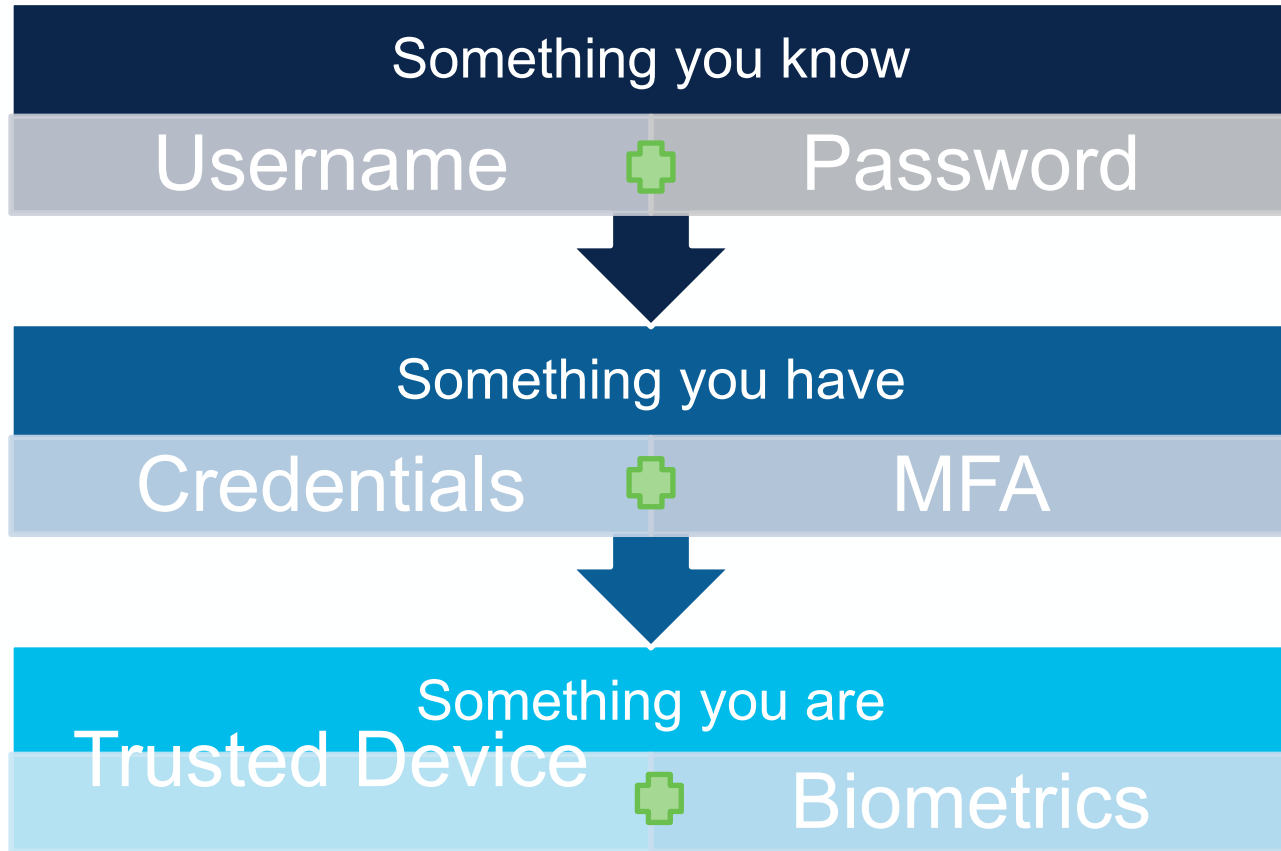 Something you know
Username
Password
Something you have
Credentials
MFA
Something you are
Trusted Device
Biometrics